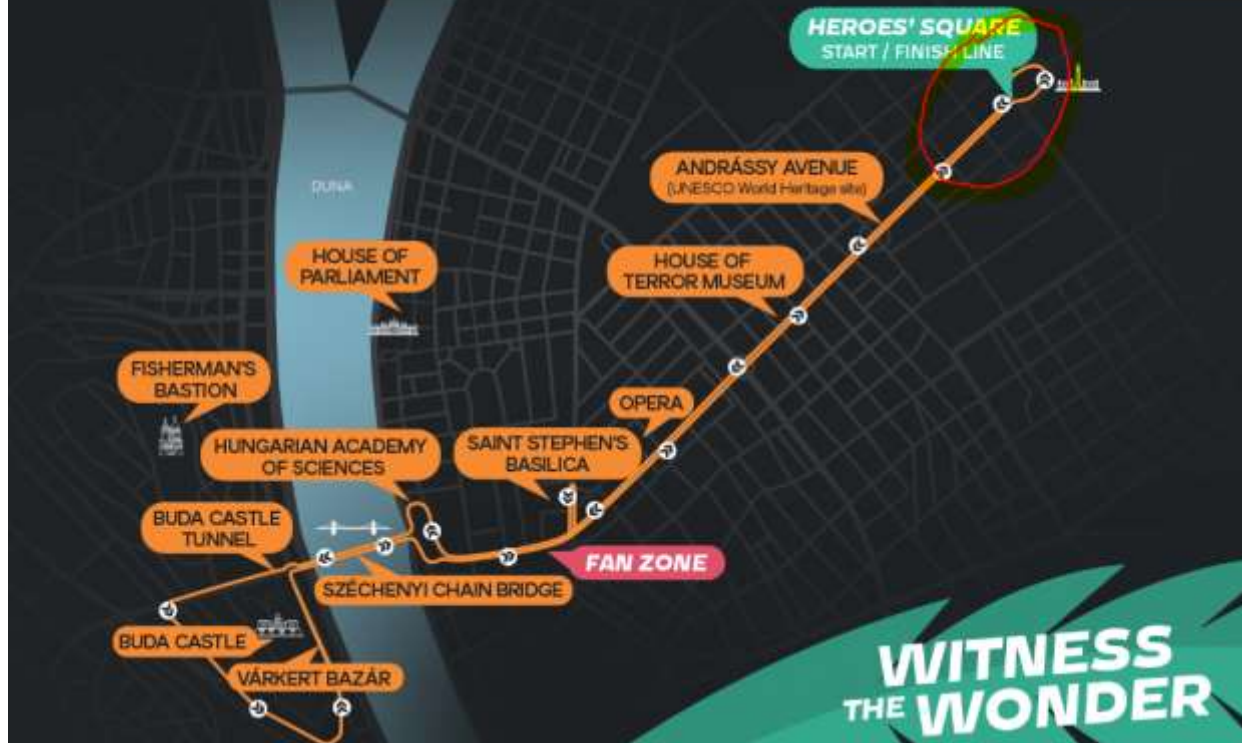 HEROES' SQUARE
START / FINISH LINE
ANDRÁSSY AVENUE
(UNESCO World Heritage site)
DUNA
HOUSE OF
PARLIAMENT
HOUSE OF
TERROR MUSEUM
FISHERMAN'S
BASTION
OPERA
HUNGARIAN ACADEMY
OF SCIENCES
SAINT STEPHEN'S
BASILICA
BUDA CASTLE
TUNNEL
FAN ZONE
SZÉCHENYI CHAIN BRIDGE
BUDA CASTLE
VÁRKERT BAZÁR
WITNESS
THE WONDER